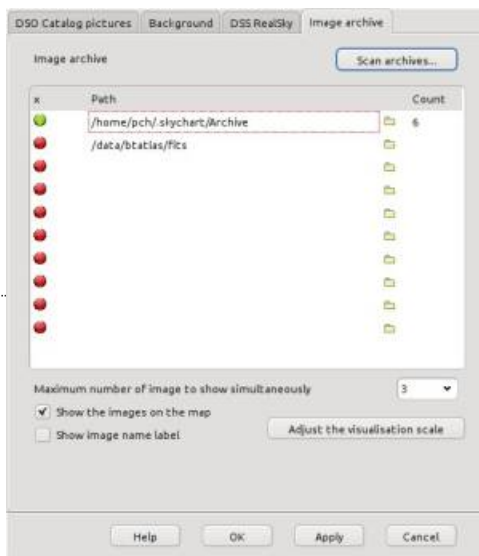 DSO Catalog pictures Background DSS RealSky Image archive
Image archive Scan archives...
x Path Count
/home/pch/.skychart/Archive 6
/data/btatlas/fits
Maximum number of image to show simultaneously 3
Show the images on the map
Show image name label Adjust the visualisation scale
Help OK Apply Cancel